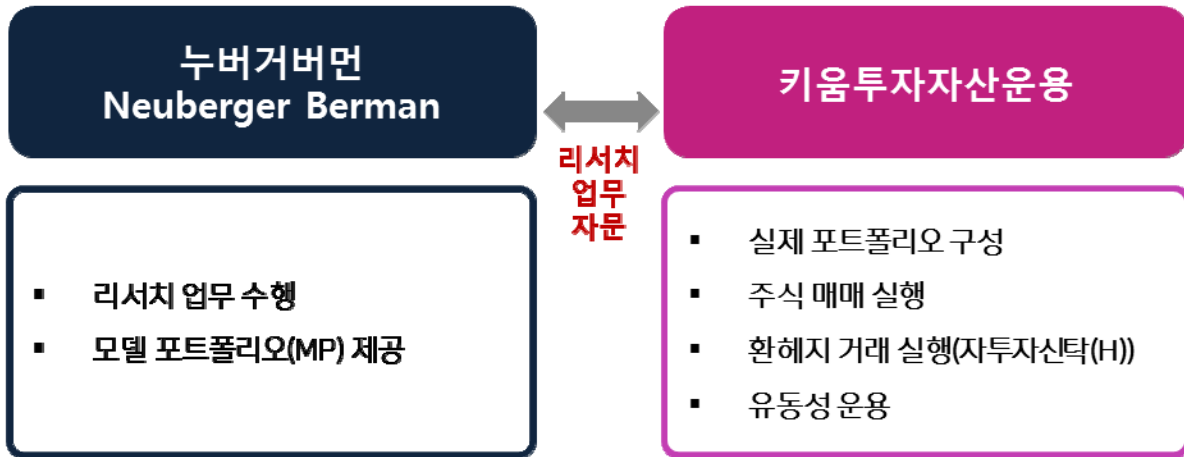 누버거버먼
Neuberger Berman
키움투자자산운용
리서치
업무
자문
▪ 리서치 업무 수행
▪ 모델 포트폴리오(MP) 제공
▪ 실제 포트폴리오 구성
▪ 주식 매매 실행
▪ 환헤지 거래 실행(자투자신탁(H))
▪ 유동성 운용